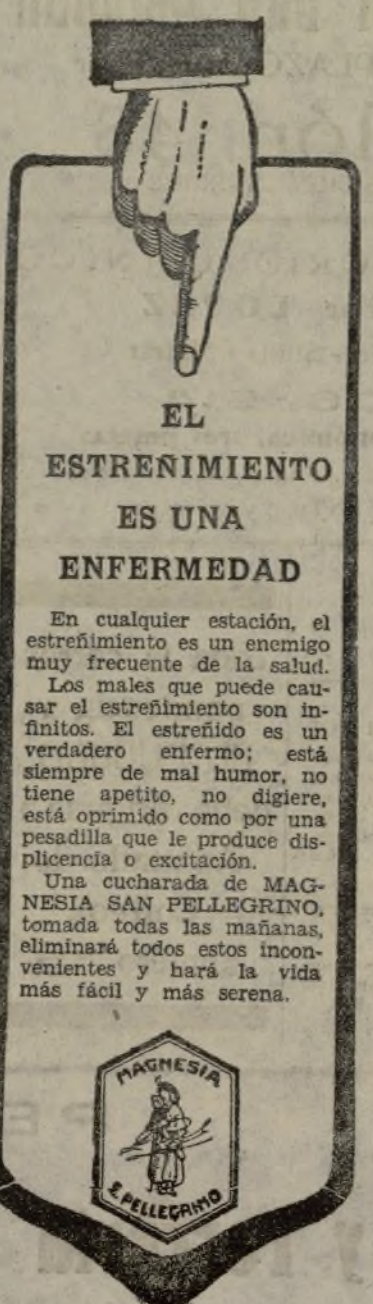 EL
ESTREÑIMIENTO
ES UNA
ENFERMEDAD
En cualquier estación, el
estreñimiento es un enemigo
muy frecuente de la salud.
Los males que puede cau-
sar el estreñimiento son in-
finitos. El estreñido es un
verdadero enfermo; está
siempre de mal humor, no
tiene apetito, no digiere,
está oprimido como por una
pesadilla que le produce dis-
plicencia o excitación.
Una cucharada de MAG-
NESIA SAN PELLEGRINO,
tomada todas las mañanas,
eliminará todos estos incon-
venientes y hará la vida
más fácil y más serena.
MAGNESIA
S. PELLEGRINO